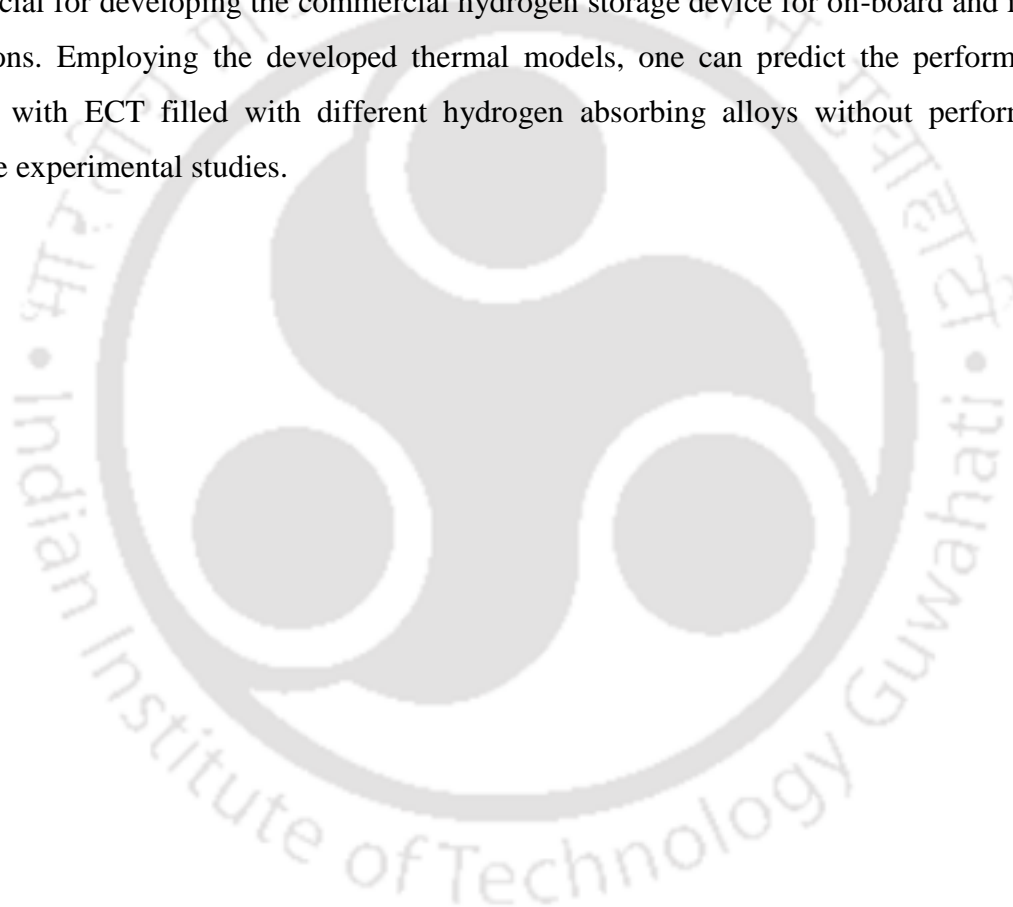 cial for developing the commercial hydrogen storage device for on-board and
ons. Employing the developed thermal models, one can predict the perform
with ECT filled with different hydrogen absorbing alloys without perform
e experimental studies.
• Indian Institute of Technology Guwahati •